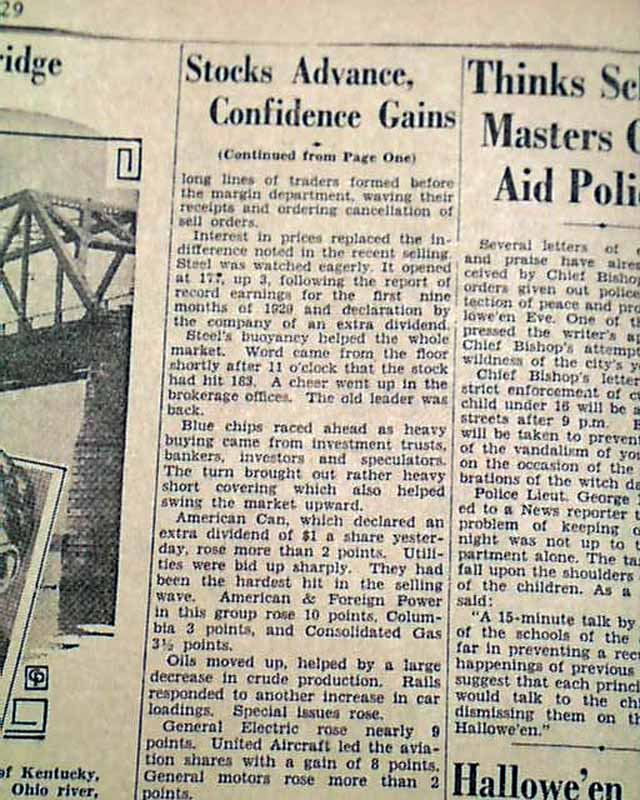 29
ridge
of Kentucky,
Ohio river,
Stocks Advance,
Confidence Gains
(Continued from Page One)
long lines of traders formed before
the margin department, waving their
receipts and ordering cancellation of
sell orders.
Interest in prices replaced the in-
difference noted in the recent selling.
Steel was watched eagerly. It opened
at 177, up 3, following the report of
record earnings for the first nine
months of 1929 and declaration by
the company of an extra dividend.
Steel's buoyancy helped the whole
market. Word came from the floor
shortly after 11 o'clock that the stock
had hit 183. A cheer went up in the
brokerage offices. The old leader was
back.
Blue chips raced ahead as heavy
buying came from investment trusts,
bankers, investors and speculators.
The turn brought out rather heavy
short covering which also helped
swing the market upward.
American Can, which declared an
extra dividend of $1 a share yester-
day, rose more than 2 points. Utili-
ties were bid up sharply. They had
been the hardest hit in the selling
wave. American & Foreign Power
in this group rose 10 points, Colum-
bia 3 points, and Consolidated Gas
3½ points.
Oils moved up, helped by a large
decrease in crude production. Rails
responded to another increase in car
loadings. Special issues rose.
General Electric rose nearly 9
points. United Aircraft led the avia-
tion shares with a gain of 8 points.
General motors rose more than 2
points.
Thinks Sc
Masters
Aid Poli
Several letters of
and praise have alrea
ceived by Chief Bishop
orders given out police
tection of peace and pro
lowe'en Eve. One of th
pressed the writer's ap
Chief Bishop's attemp
wildness of the city's y
Chief Bishop's letter
strict enforcement of c
child under 16 will be
streets after 9 p.m.
will be taken to preven
of the vandalism of you
on the occasion of the
brations of the witch da
Police Lieut. George
ed to a News reporter t
problem of keeping
night was not up to t
partment alone. The ta
fall upon the shoulders
of the children. As a
said:
"A 15-minute talk by
of the schools of the
far in preventing a rec
happenings of previous
suggest that each princi
would talk to the chi
dismissing them on th
Hallowe'en."
Hallowe'en